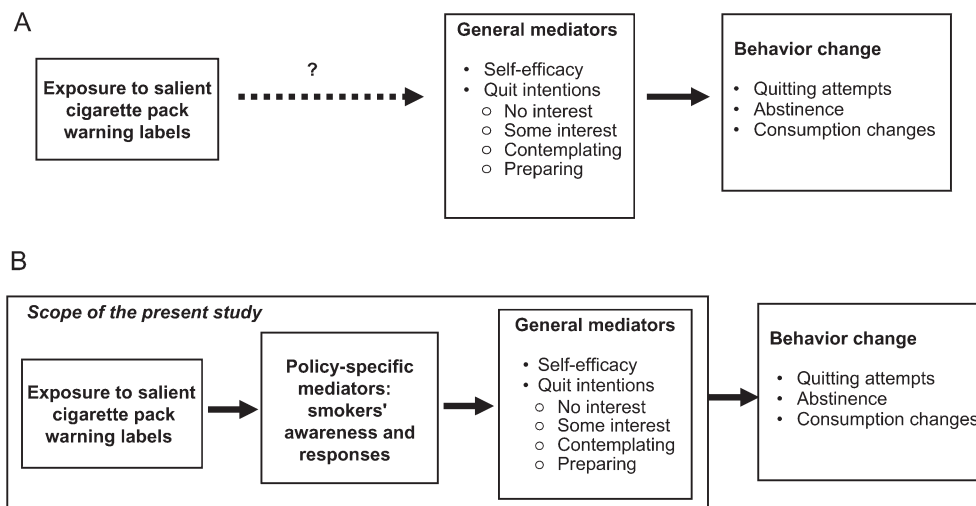 A
Exposure to salient
cigarette pack
warning labels
?
General mediators
• Self-efficacy
• Quit intentions
o No interest
o Some interest
o Contemplating
o Preparing
Behavior change
• Quitting attempts
• Abstinence
• Consumption changes
B
Scope of the present study
Exposure to salient
cigarette pack
warning labels
Policy-specific
mediators:
smokers'
awareness and
responses
General mediators
• Self-efficacy
• Quit intentions
o No interest
o Some interest
o Contemplating
o Preparing
Behavior change
• Quitting attempts
• Abstinence
• Consumption changes